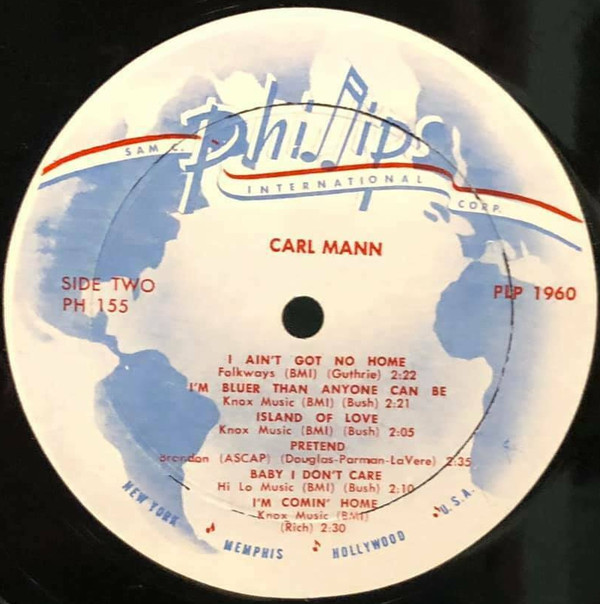 SAM C. Phillips
INTERNATIONAL
CORP.
CARL MANN
SIDE TWO
PH 155
PLP 1960
I AIN'T GOT NO HOME
Folkways (BMI) (Guthrie) 2:22
I'M BLUER THAN ANYONE CAN BE
Knox Music (BMI) (Bush) 2:21
ISLAND OF LOVE
Knox Music (BMI) (Bush) 2:05
PRETEND
Brandon (ASCAP) (Douglas-Parman-LaVere) 2:35
BABY I DON'T CARE
Hi Lo Music (BMI) (Bush) 2:10
I'M COMIN' HOME
Knox Music (BMI)
(Rich) 2:30
NEW YORK MEMPHIS HOLLYWOOD U.S.A.